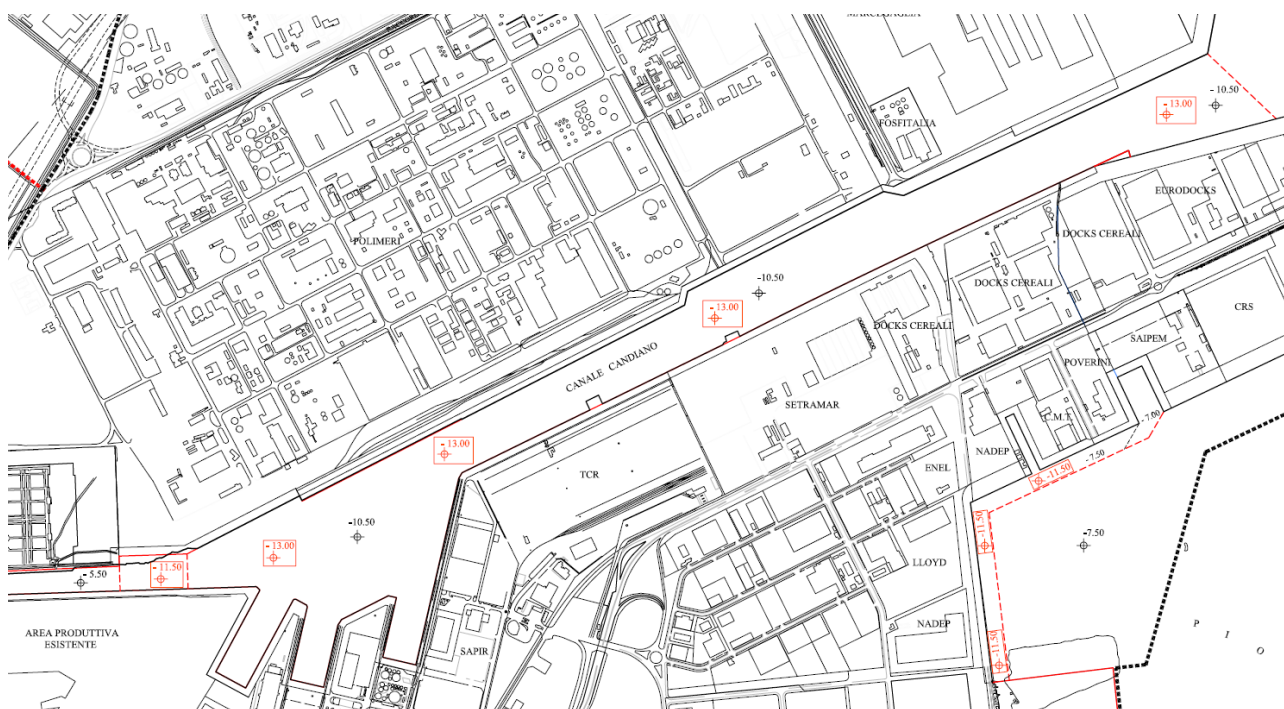 MARCEGAGLIA
-10.50
-13.00
FOSFITALIA
EURODOCKS
POLIMERI
DOCKS CEREALI
-10.50
DOCKS CEREALI
-13.00
CRS
DOCKS CEREALI
SAIPEM
CANALE CANDIANO
POVERINI
SETRAMAR
-7.00
C.M.T.
-13.00
NADEP
-7.50
ENEL
TCR
-11.50
-10.50
-11.50
-7.50
-13.00
LLOYD
-5.50
-11.50
AREA PRODUTTIVA
ESISTENTE
NADEP
P I O
SAPIR
-11.50